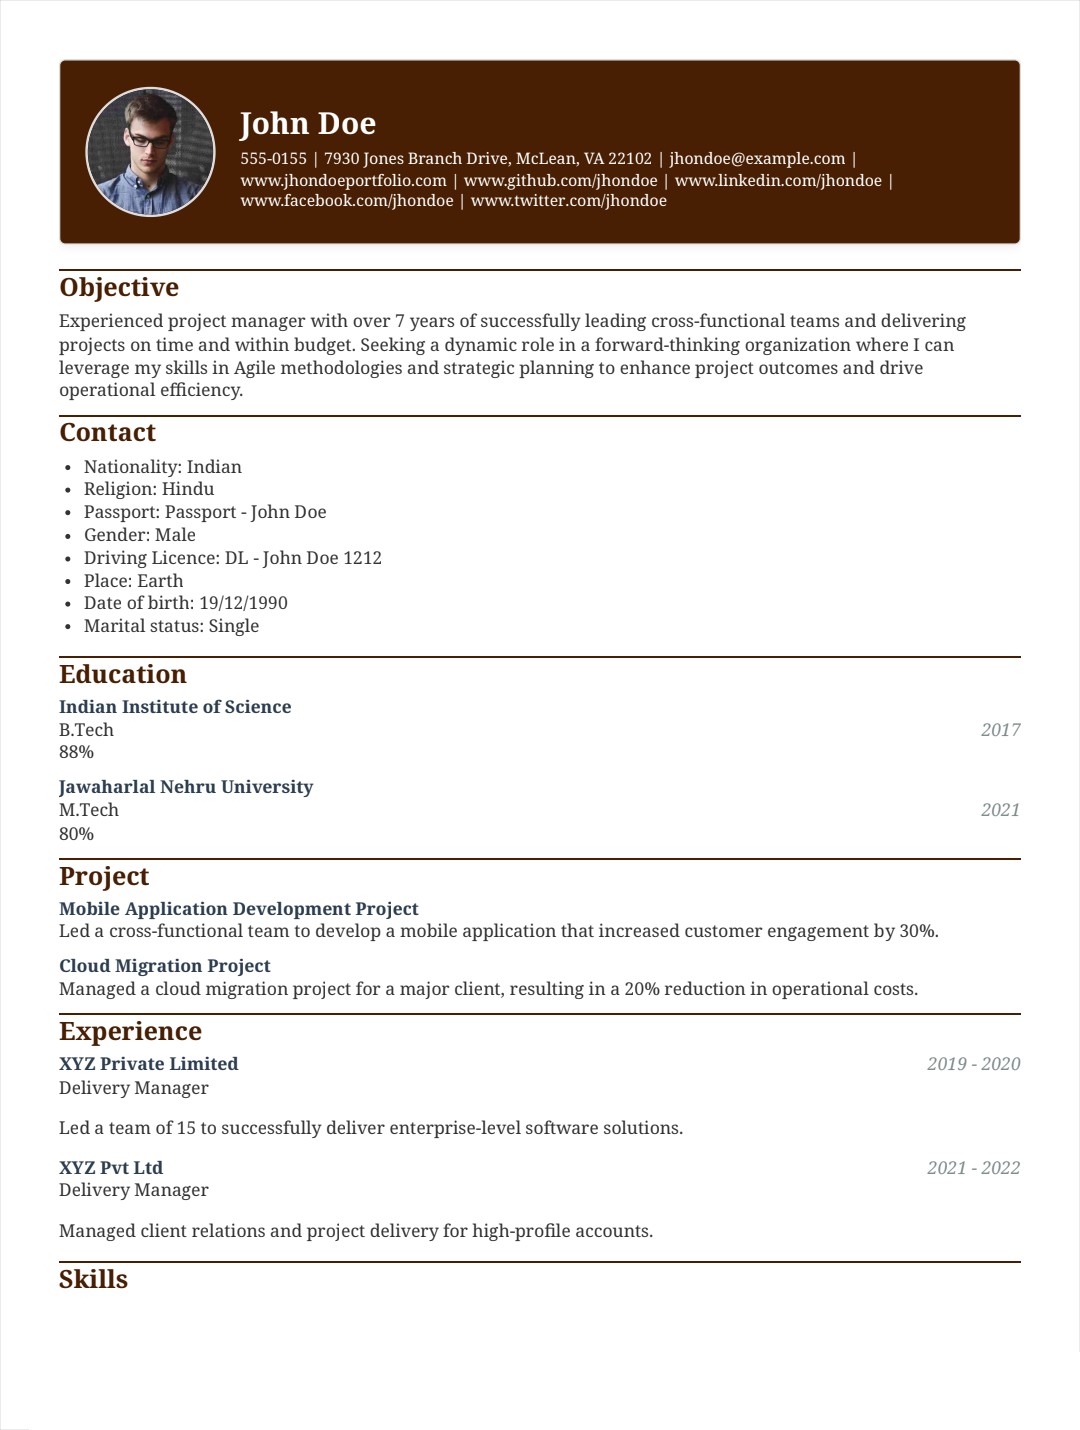 John Doe
555-0155 | 7930 Jones Branch Drive, McLean, VA 22102 | jhondoe@example.com |
www.jhondoeportfolio.com | www.github.com/jhondoe | www.linkedin.com/jhondoe |
www.facebook.com/jhondoe | www.twitter.com/jhondoe
Objective
Experienced project manager with over 7 years of successfully leading cross-functional teams and delivering
projects on time and within budget. Seeking a dynamic role in a forward-thinking organization where I can
leverage my skills in Agile methodologies and strategic planning to enhance project outcomes and drive
operational efficiency.
Contact
• Nationality: Indian
• Religion: Hindu
• Passport: Passport - John Doe
• Gender: Male
• Driving Licence: DL - John Doe 1212
• Place: Earth
• Date of birth: 19/12/1990
• Marital status: Single
Education
Indian Institute of Science
B.Tech 2017
88%
Jawaharlal Nehru University
M.Tech 2021
80%
Project
Mobile Application Development Project
Led a cross-functional team to develop a mobile application that increased customer engagement by 30%.
Cloud Migration Project
Managed a cloud migration project for a major client, resulting in a 20% reduction in operational costs.
Experience
XYZ Private Limited 2019 - 2020
Delivery Manager
Led a team of 15 to successfully deliver enterprise-level software solutions.
XYZ Pvt Ltd 2021 - 2022
Delivery Manager
Managed client relations and project delivery for high-profile accounts.
Skills